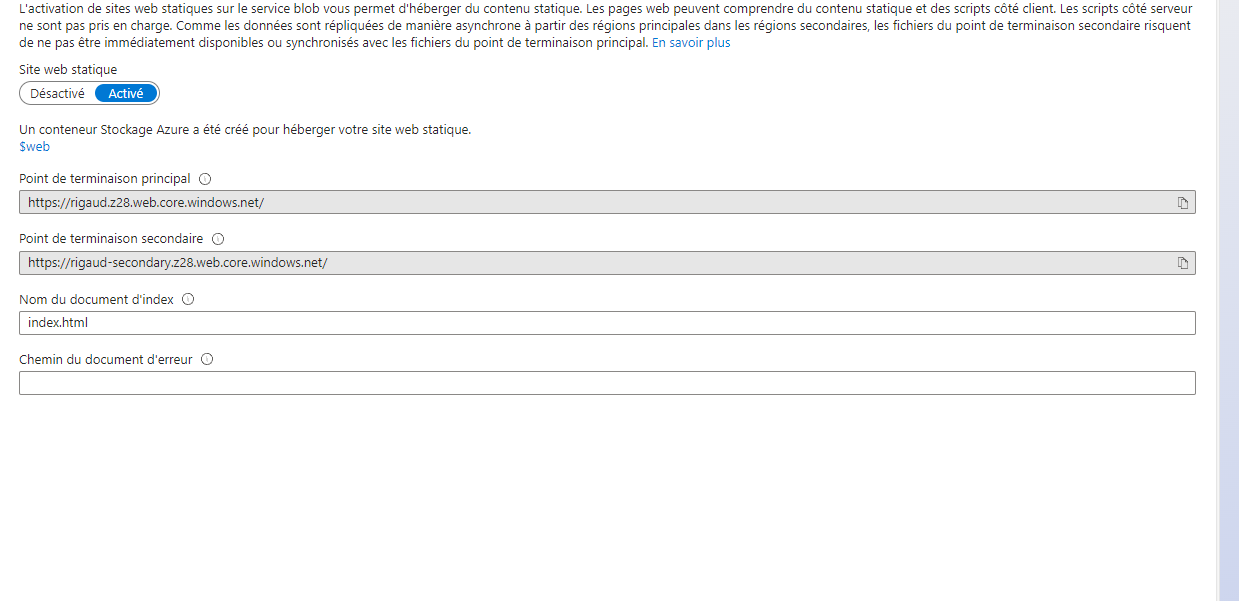 L'activation de sites web statiques sur le service blob vous permet d'héberger du contenu statique. Les pages web peuvent comprendre du contenu statique et des scripts côté client. Les scripts côté serveur
ne sont pas pris en charge. Comme les données sont répliquées de manière asynchrone à partir des régions principales dans les régions secondaires, les fichiers du point de terminaison secondaire risquent
de ne pas être immédiatement disponibles ou synchronisés avec les fichiers du point de terminaison principal. En savoir plus
Site web statique
Désactivé Activé
Un conteneur Stockage Azure a été créé pour héberger votre site web statique.
$web
Point de terminaison principal
https://rigaud.z28.web.core.windows.net/
Point de terminaison secondaire
https://rigaud-secondary.z28.web.core.windows.net/
Nom du document d'index
index.html
Chemin du document d'erreur